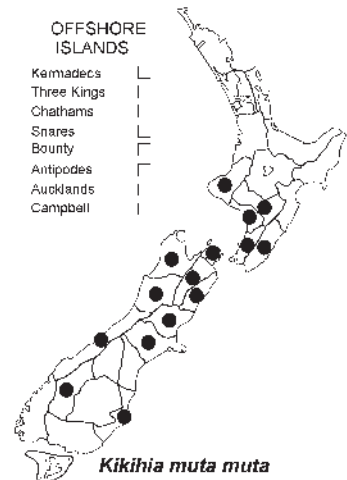 OFFSHORE
ISLANDS
Kermadecs
Three Kings
Chathams
Snares
Bounty
Antipodes
Aucklands
Campbell
Kikihia muta muta